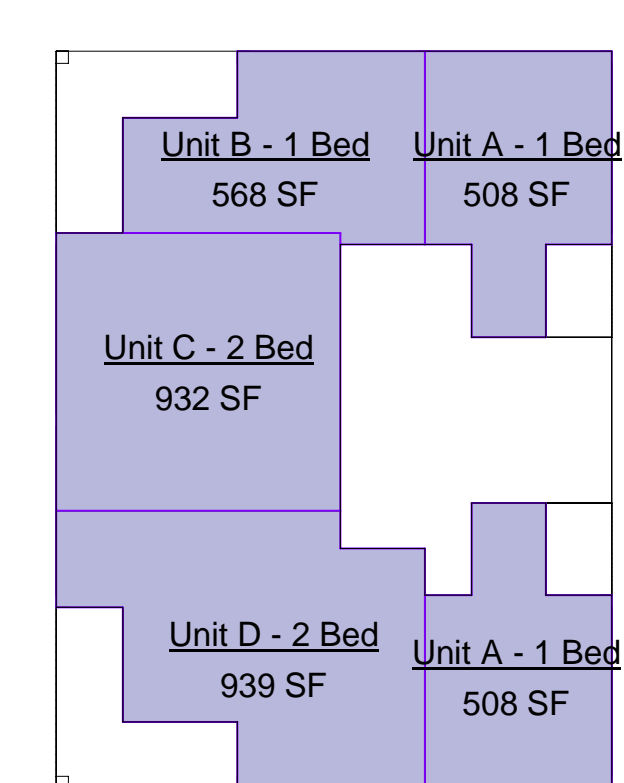 Unit B - 1 Bed
568 SF
Unit A - 1 Bed
508 SF
Unit C - 2 Bed
932 SF
Unit D - 2 Bed
939 SF
Unit A - 1 Bed
508 SF